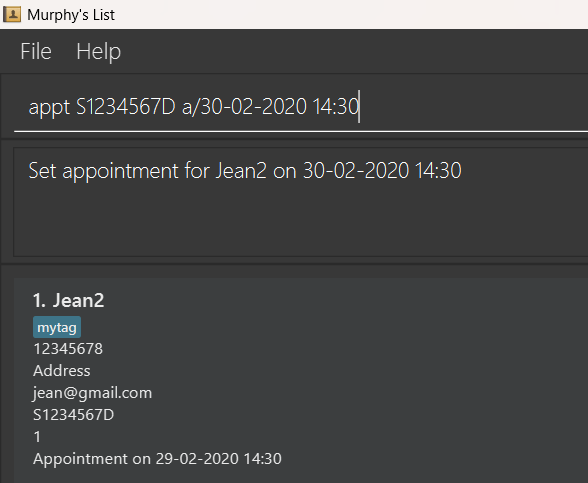 Murphy's List
File Help
appt S1234567D a/30-02-2020 14:30
Set appointment for Jean2 on 30-02-2020 14:30
1. Jean2
mytag
12345678
Address
jean@gmail.com
S1234567D
1
Appointment on 29-02-2020 14:30